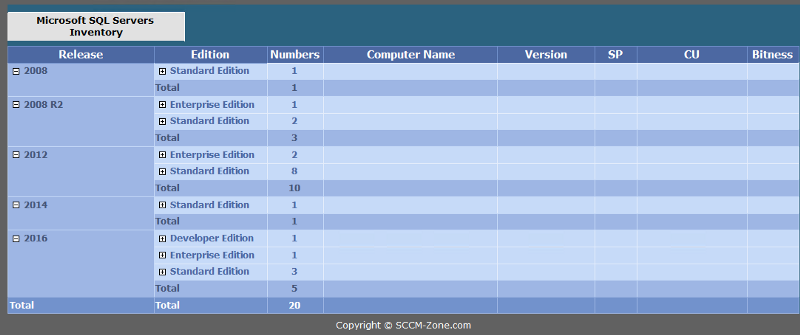 Microsoft SQL Servers
Inventory
Release Edition Numbers Computer Name Version SP CU Bitness
2008 Standard Edition 1
Total 1
2008 R2 Enterprise Edition 1
Standard Edition 2
Total 3
2012 Enterprise Edition 2
Standard Edition 8
Total 10
2014 Standard Edition 1
Total 1
2016 Developer Edition 1
Enterprise Edition 1
Standard Edition 3
Total 5
Total Total 20
Copyright © SCCM-Zone.com